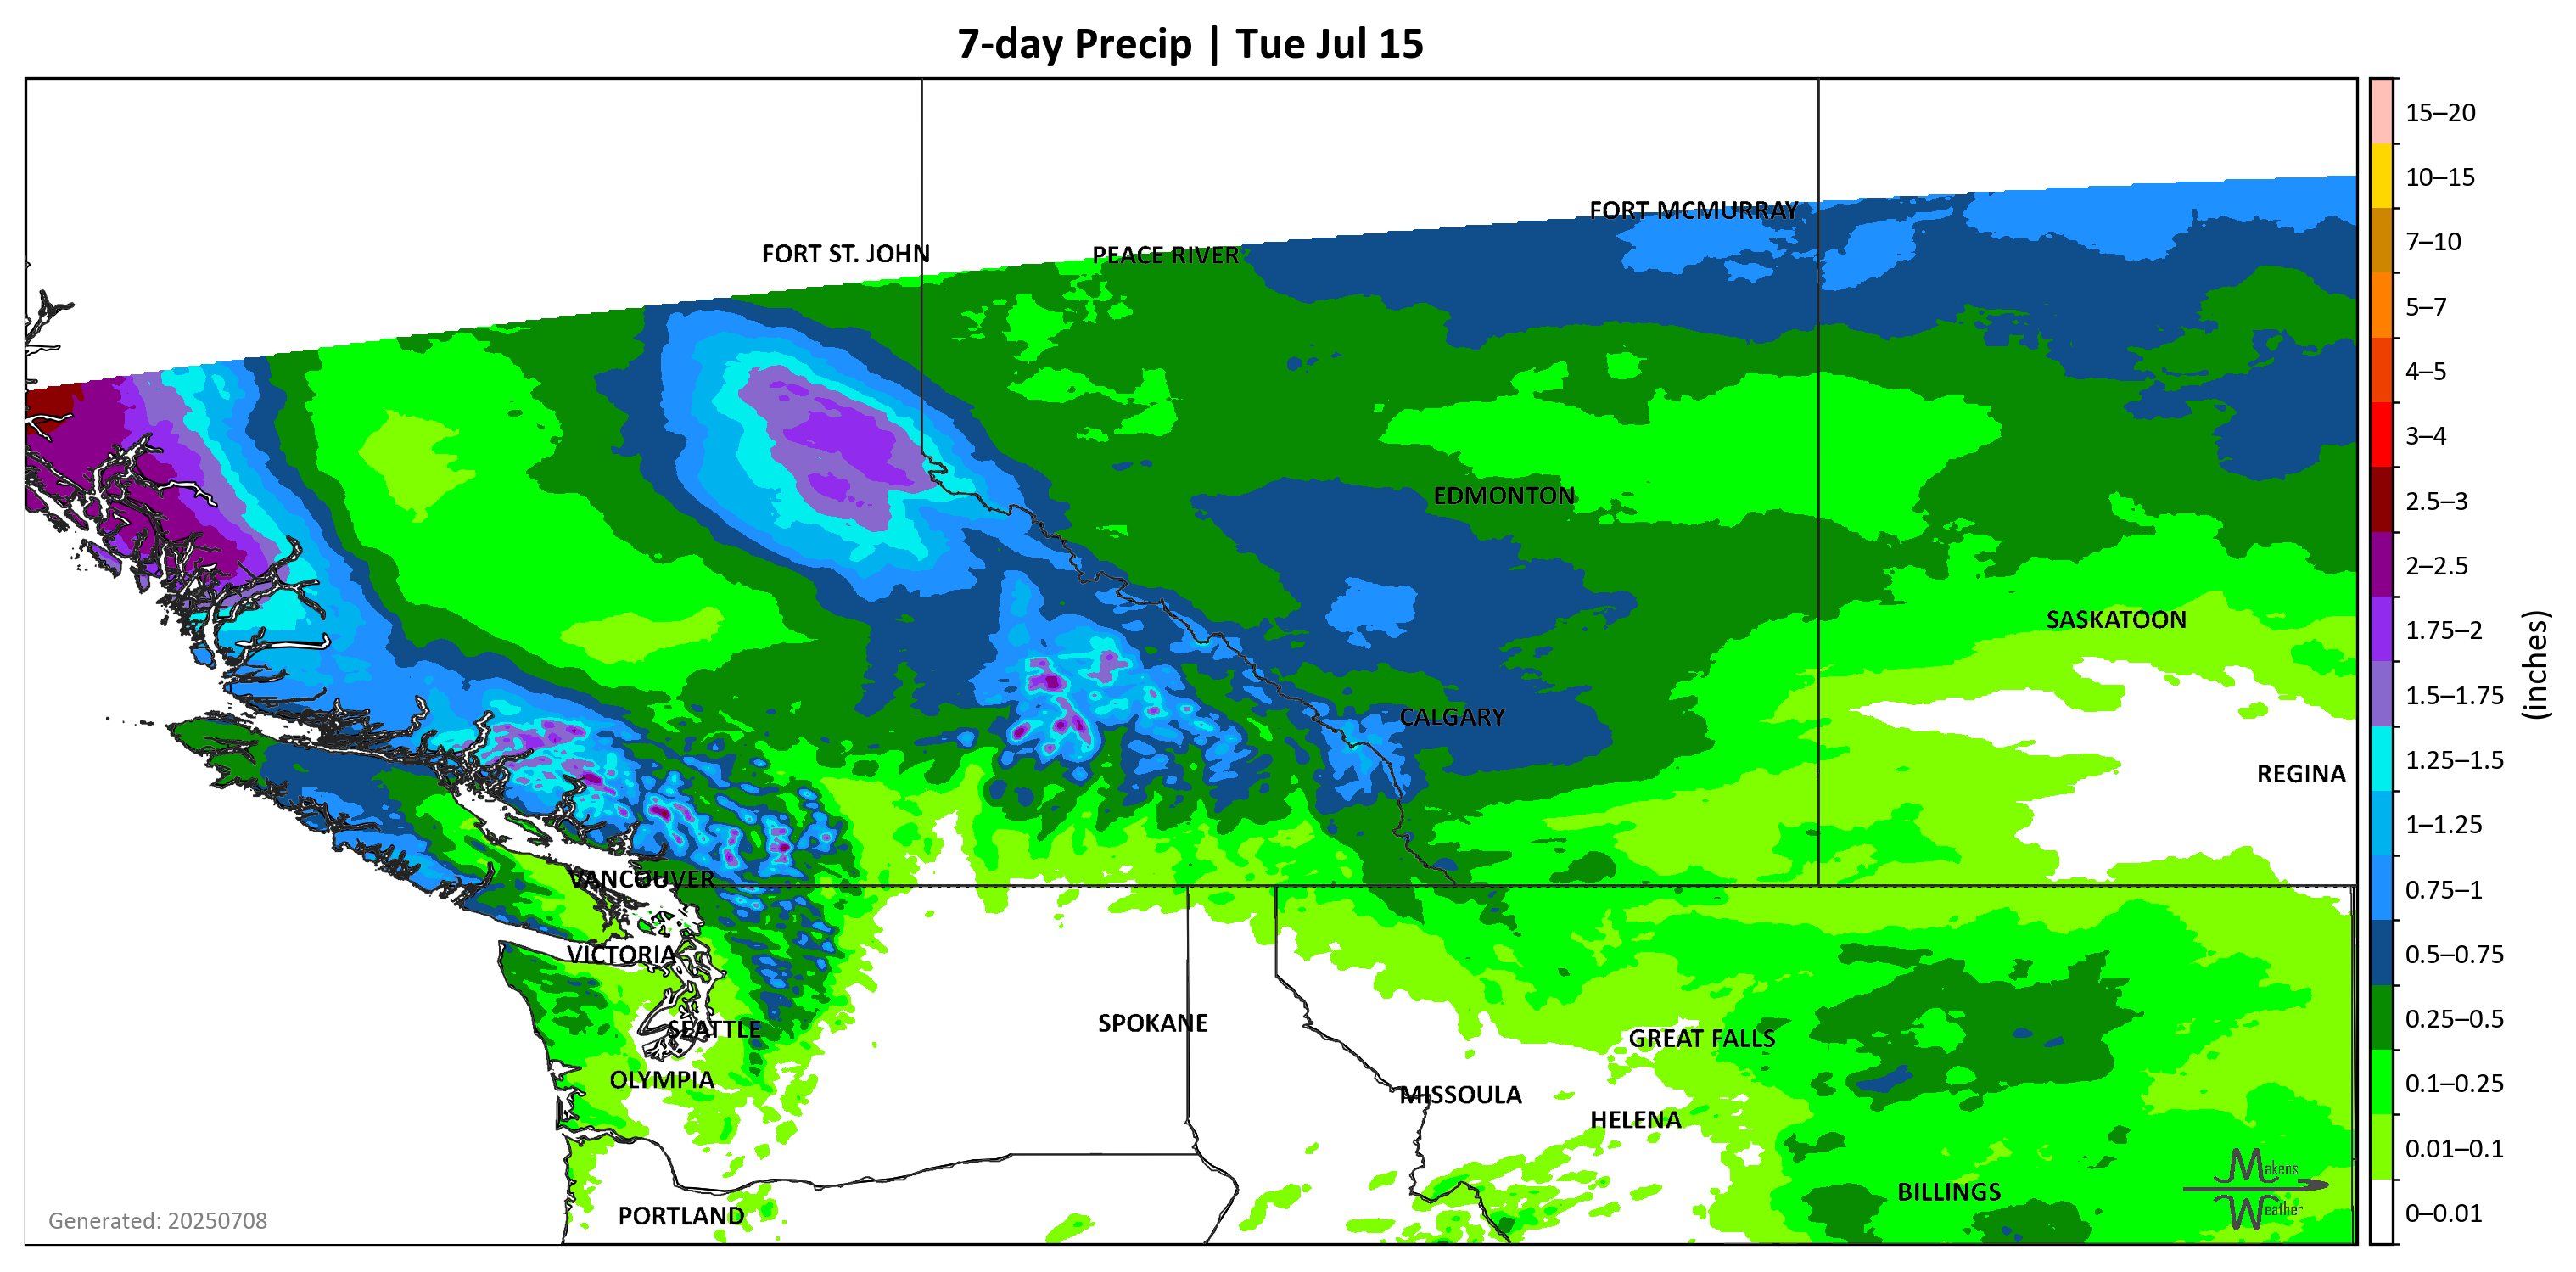 7-day Precip | Tue Jul 15
15–20
10–15
FORT MCMURRAY
7–10
FORT ST. JOHN
PEACE RIVER
5–7
4–5
3–4
EDMONTON
2.5–3
2–2.5
SASKATOON
1.75–2
(inches)
1.5–1.75
CALGARY
1.25–1.5
REGINA
1–1.25
VANCOUVER
0.75–1
VICTORIA
0.5–0.75
SPOKANE
0.25–0.5
SEATTLE
GREAT FALLS
OLYMPIA
0.1–0.25
MISSOULA
HELENA
0.01–0.1
Makens
BILLINGS
Weather
PORTLAND
Generated: 20250708
0–0.01